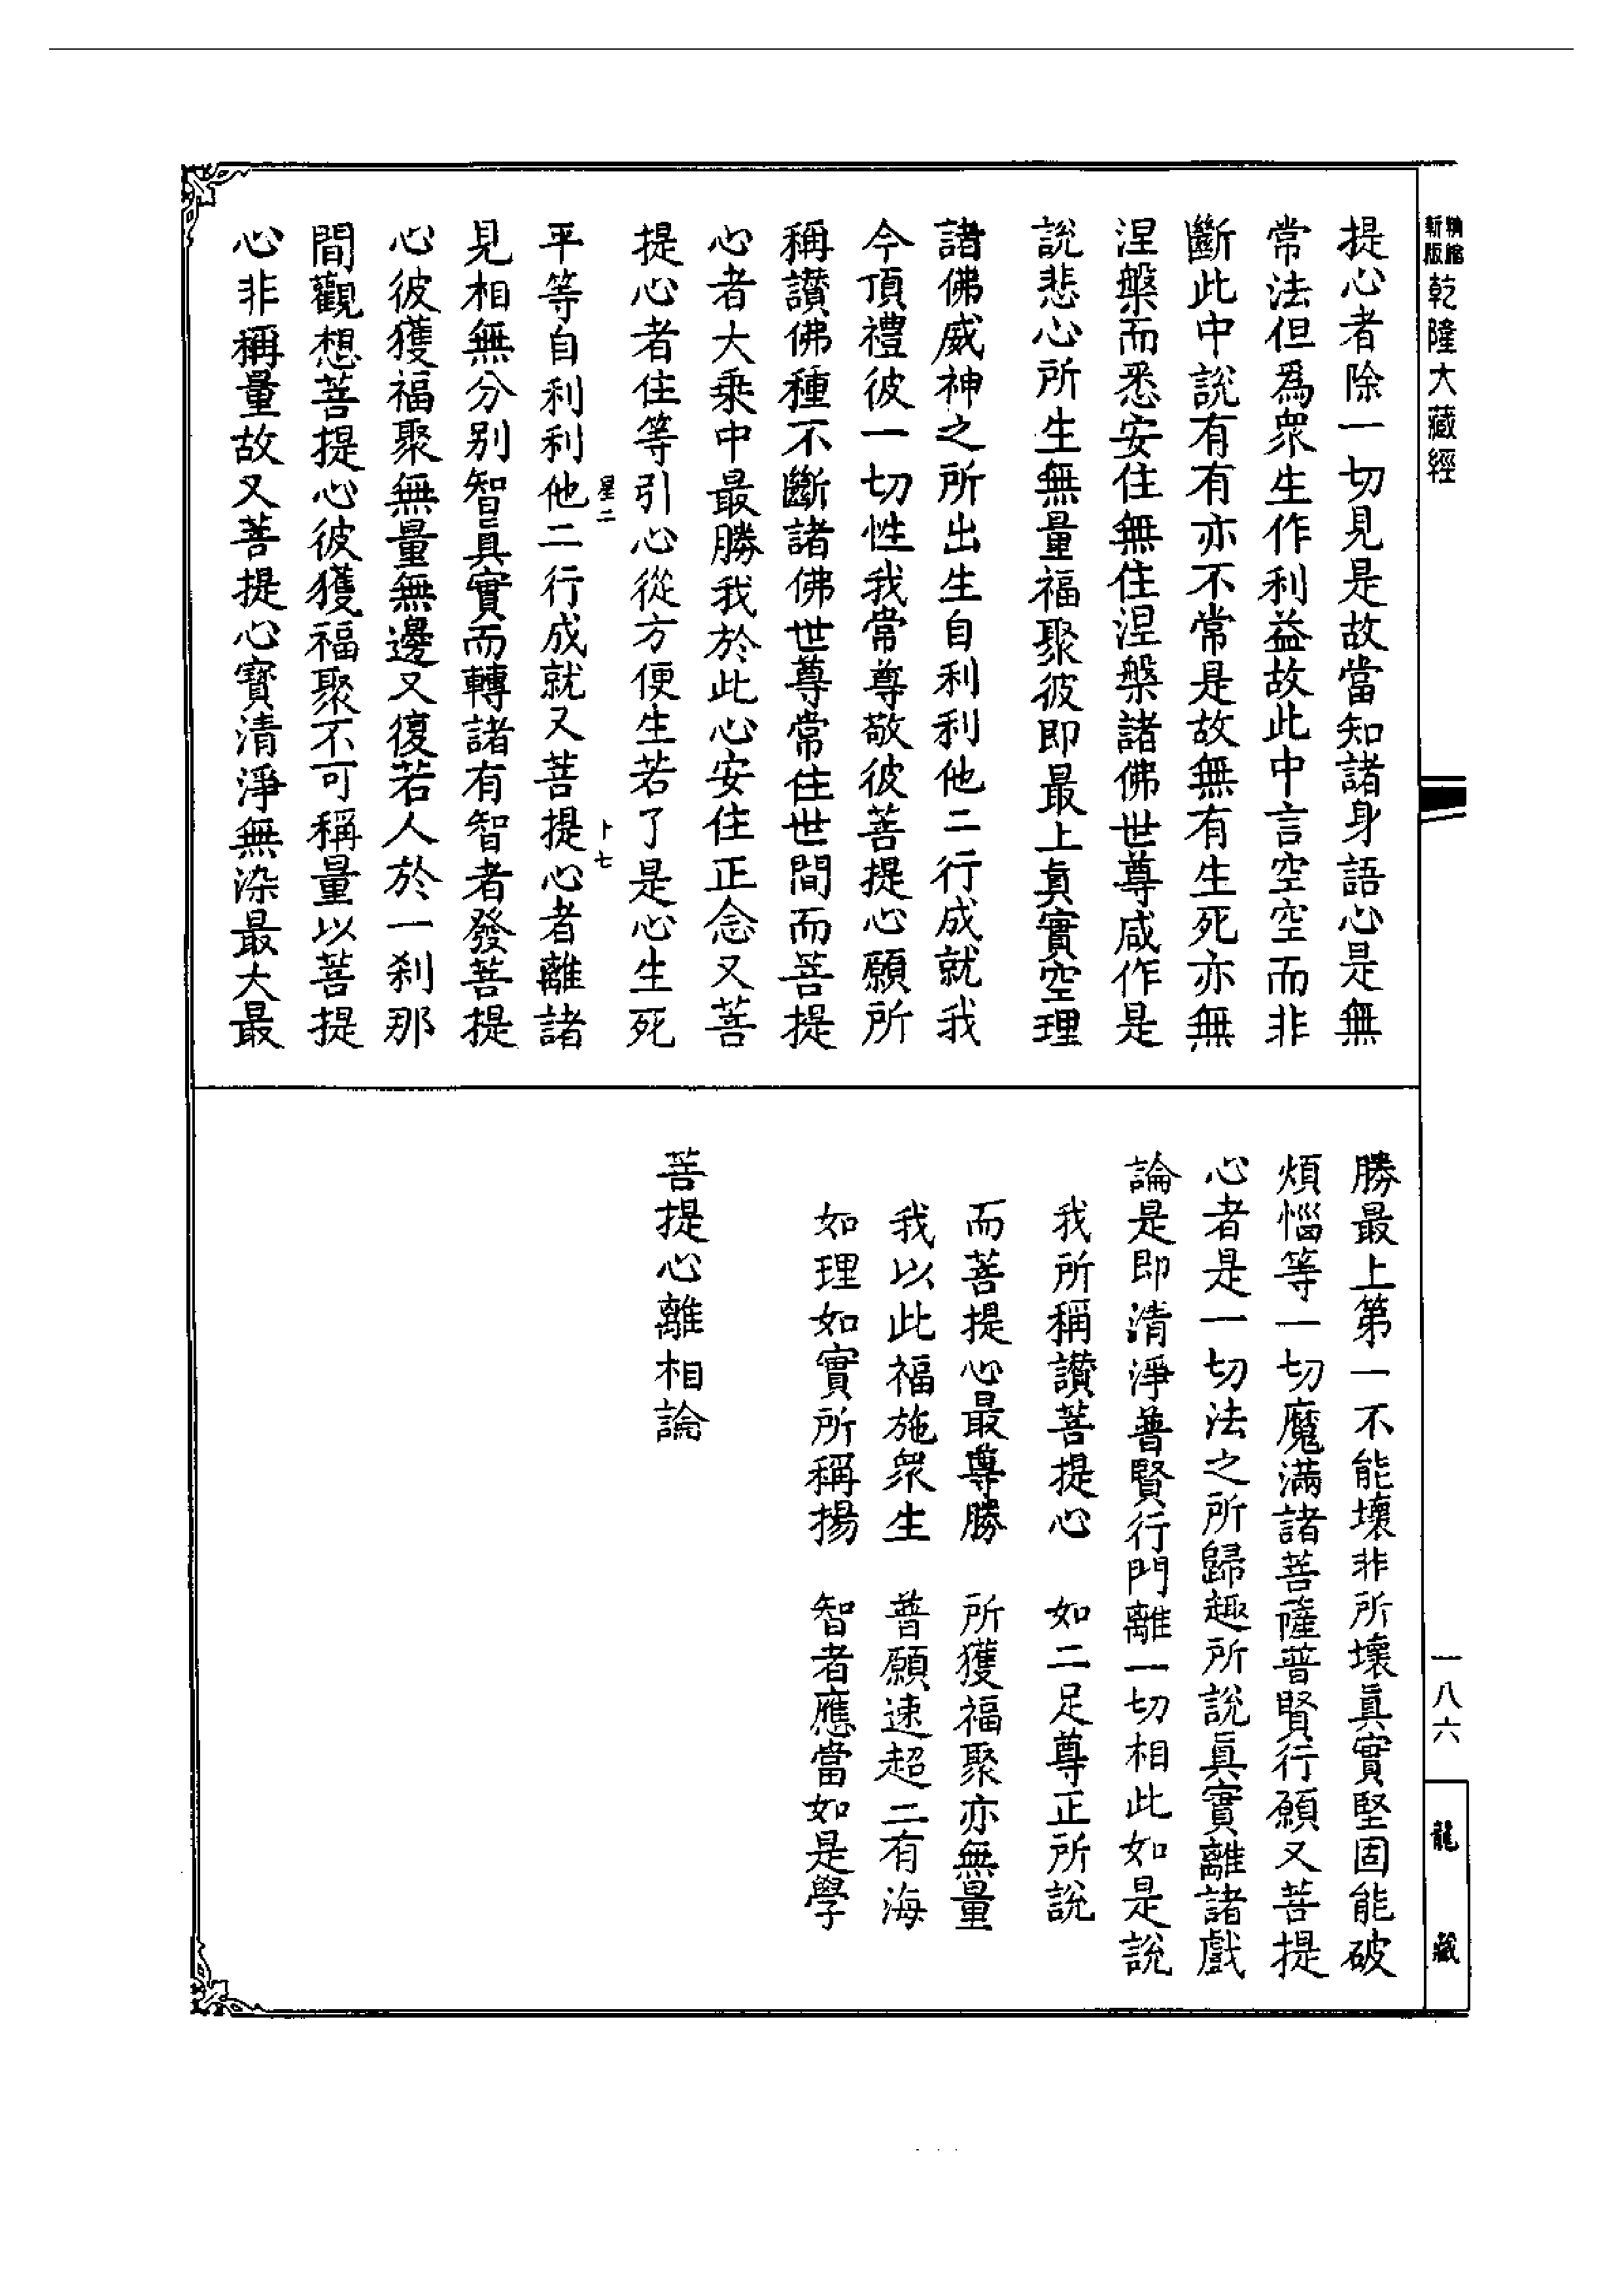 精縮新版乾隆大藏經
一八六
龍藏
提心者除一切見是故當知諸身語心是無
常法但爲衆生作利益故此中言空空而非
斷此中說有有亦不常是故無有生死亦無
涅槃而悉安住無住涅槃諸佛世尊咸作是
說悲心所生無量福聚彼即最上眞實空理
諸佛威神之所出生自利利他二行成就我
今頂禮彼一切性我常尊敬彼菩提心願所
稱讚佛種不斷諸佛世尊常住世間而菩提
心者大乘中最勝我於此心安住正念又菩
提心者住等引心從方便生若了是心生死
星二
卜七
平等自利利他二行成就又菩提心者離諸
見相無分别智眞實而轉諸有智者發菩提
心彼獲福聚無量無邊又復若人於一刹那
間觀想菩提心彼獲福聚不可稱量以菩提
心非稱量故又菩提心寶清淨無染最大最
勝最上第一不能壞非所壞眞實堅固能破
煩惱等一切魔滿諸菩薩普賢行願又菩提
心者是一切法之所歸趣所說眞實離諸戲
論是即清淨普賢行門離一切相此如是說
我所稱讚菩提心　如二足尊正所說
而菩提心最尊勝　所獲福聚亦無量
我以此福施衆生　普願速超二有海
如理如實所稱揚　智者應當如是學
菩提心離相論